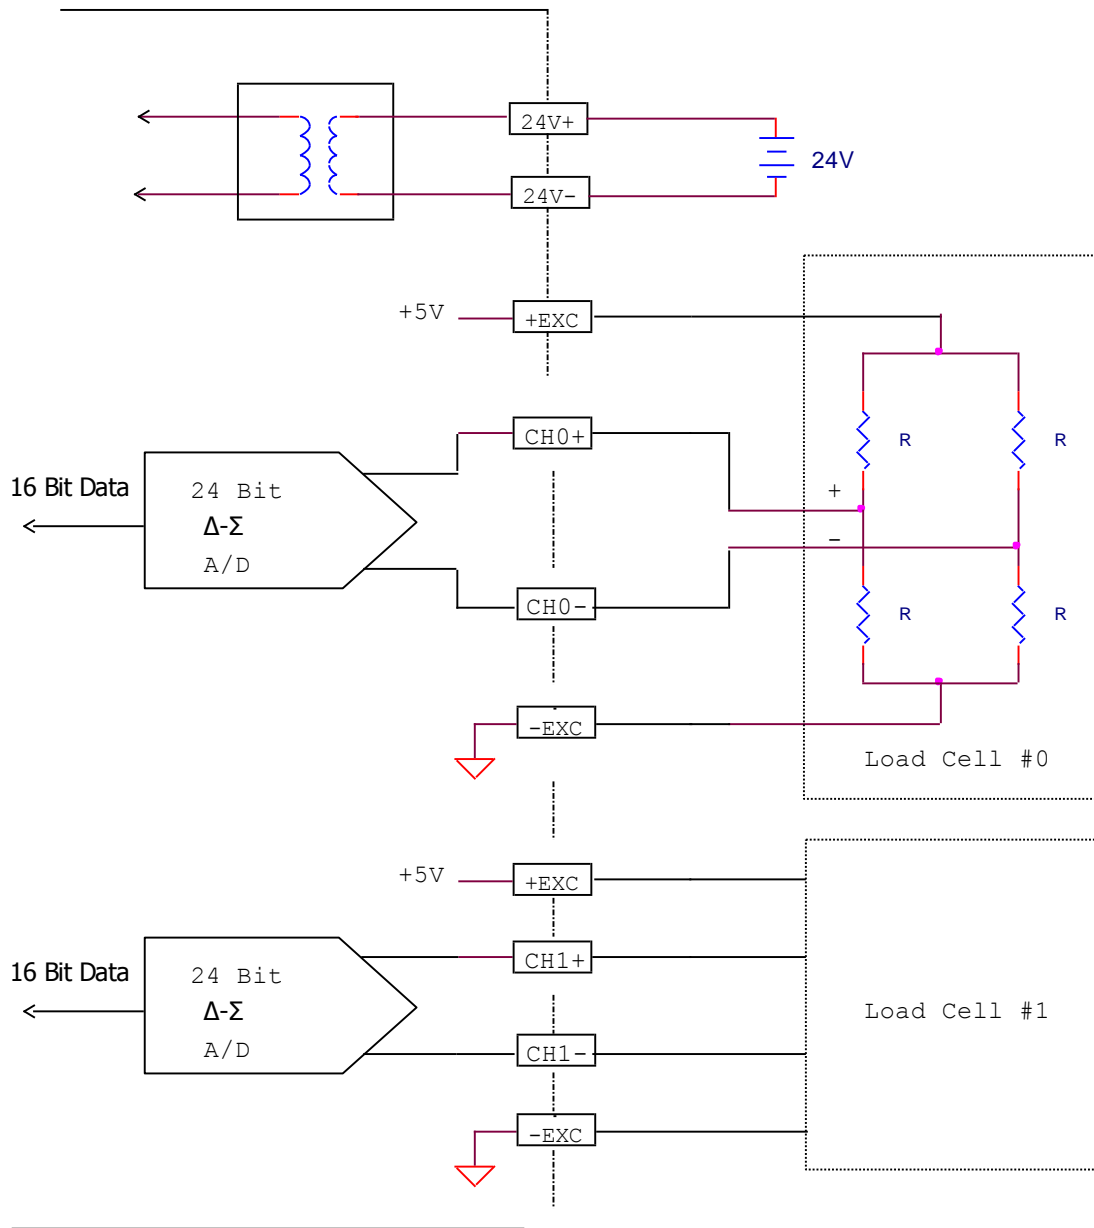 24V+
24V
24V-
+5V
+EXC
CH0+
R
R
16 Bit Data
24 Bit
Δ-Σ
A/D
+
-
CH0-
R
R
-EXC
Load Cell #0
+5V
+EXC
CH1+
16 Bit Data
24 Bit
Δ-Σ
A/D
Load Cell #1
CH1-
-EXC